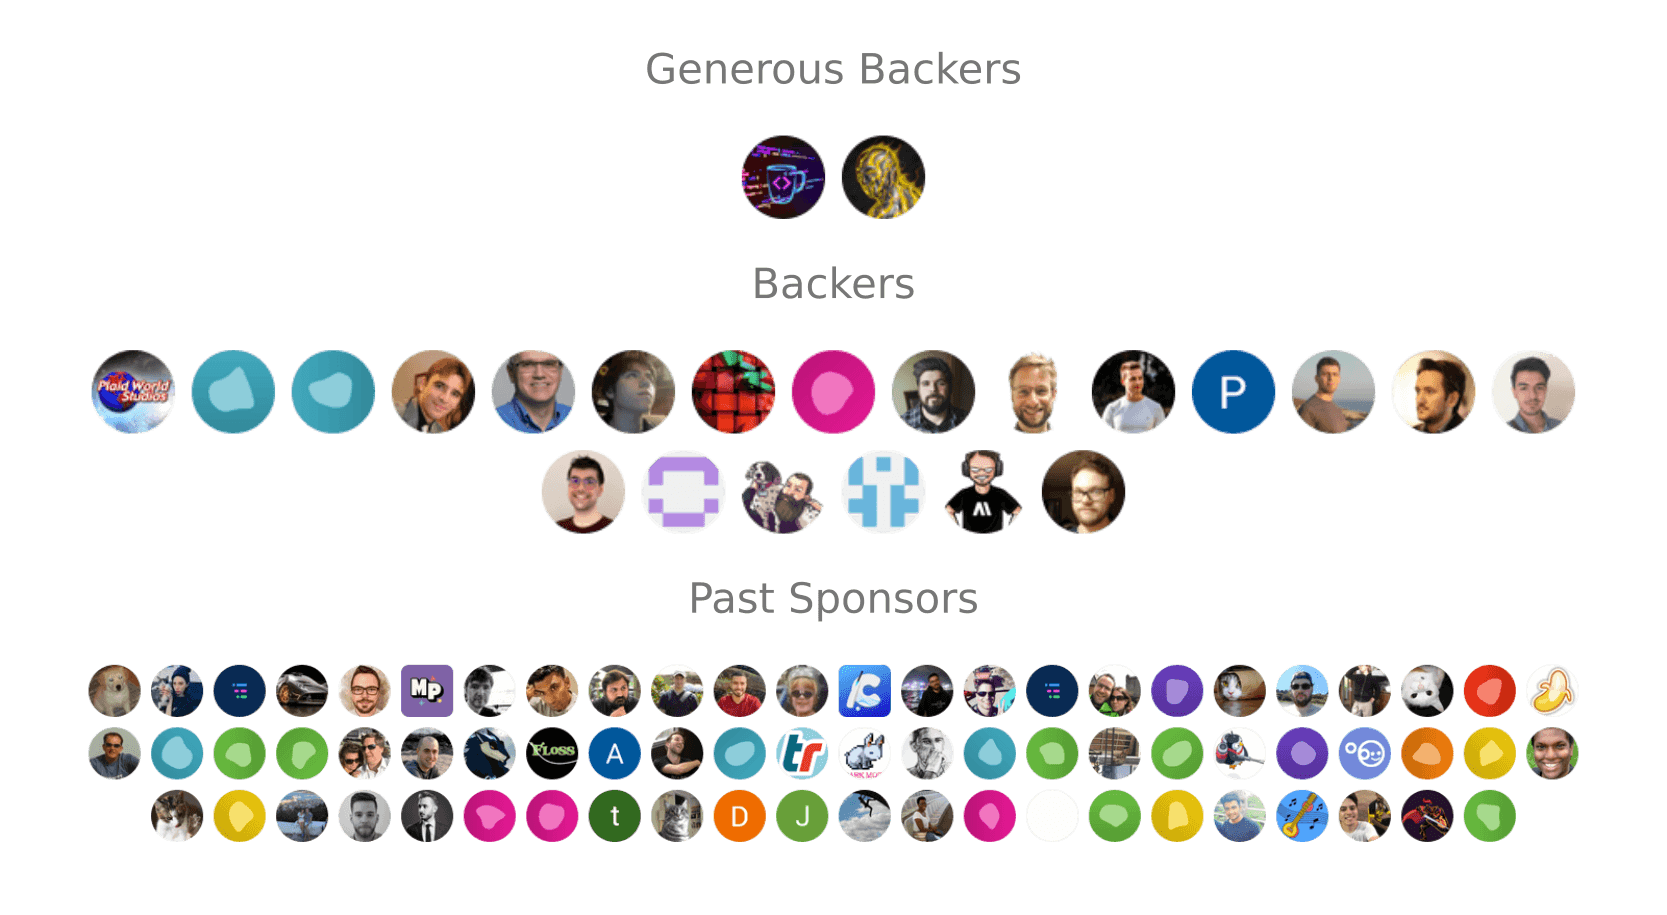 Generous Backers
Backers
Plaid World
Studios
P
Past Sponsors
MP
FLOSS
A
tr
t
D
J